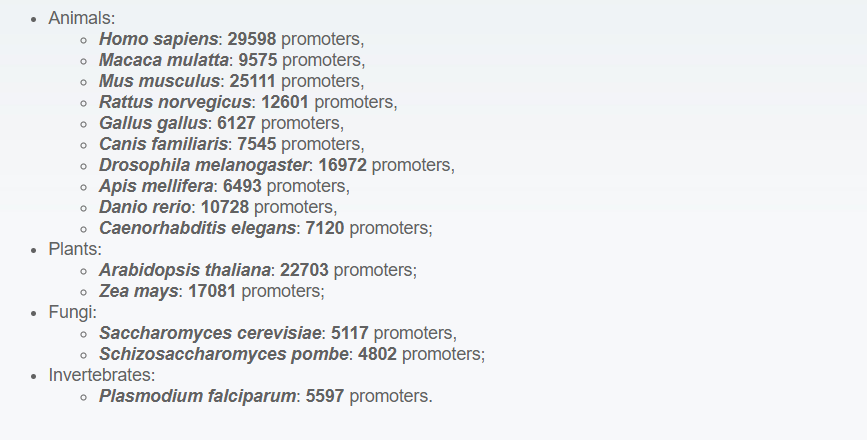 Animals:
Homo sapiens: 29598 promoters,
Macaca mulatta: 9575 promoters,
Mus musculus: 25111 promoters,
Rattus norvegicus: 12601 promoters,
Gallus gallus: 6127 promoters,
Canis familiaris: 7545 promoters,
Drosophila melanogaster: 16972 promoters,
Apis mellifera: 6493 promoters,
Danio rerio: 10728 promoters,
Caenorhabditis elegans: 7120 promoters;
Plants:
Arabidopsis thaliana: 22703 promoters;
Zea mays: 17081 promoters;
Fungi:
Saccharomyces cerevisiae: 5117 promoters,
Schizosaccharomyces pombe: 4802 promoters;
Invertebrates:
Plasmodium falciparum: 5597 promoters.